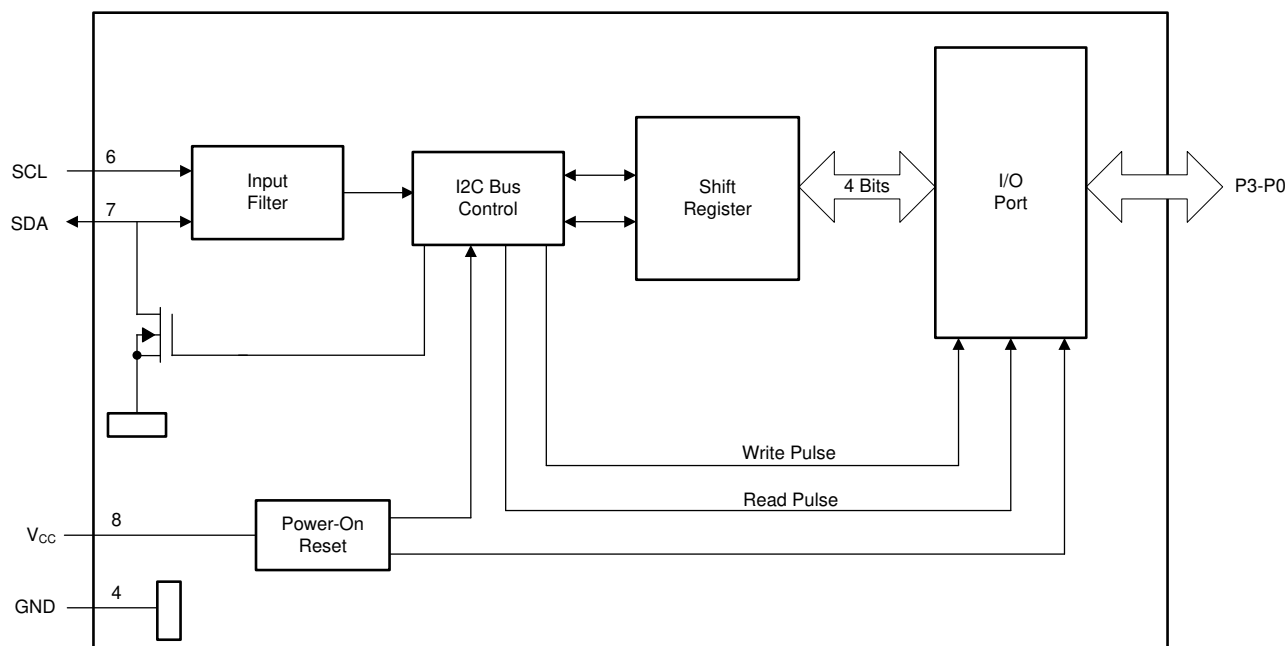 6
SCL
Input
Filter
7
SDA
I2C Bus
Control
Shift
Register
4 Bits
I/O
Port
P3-P0
Write Pulse
Read Pulse
8
VCC
Power-On
Reset
4
GND